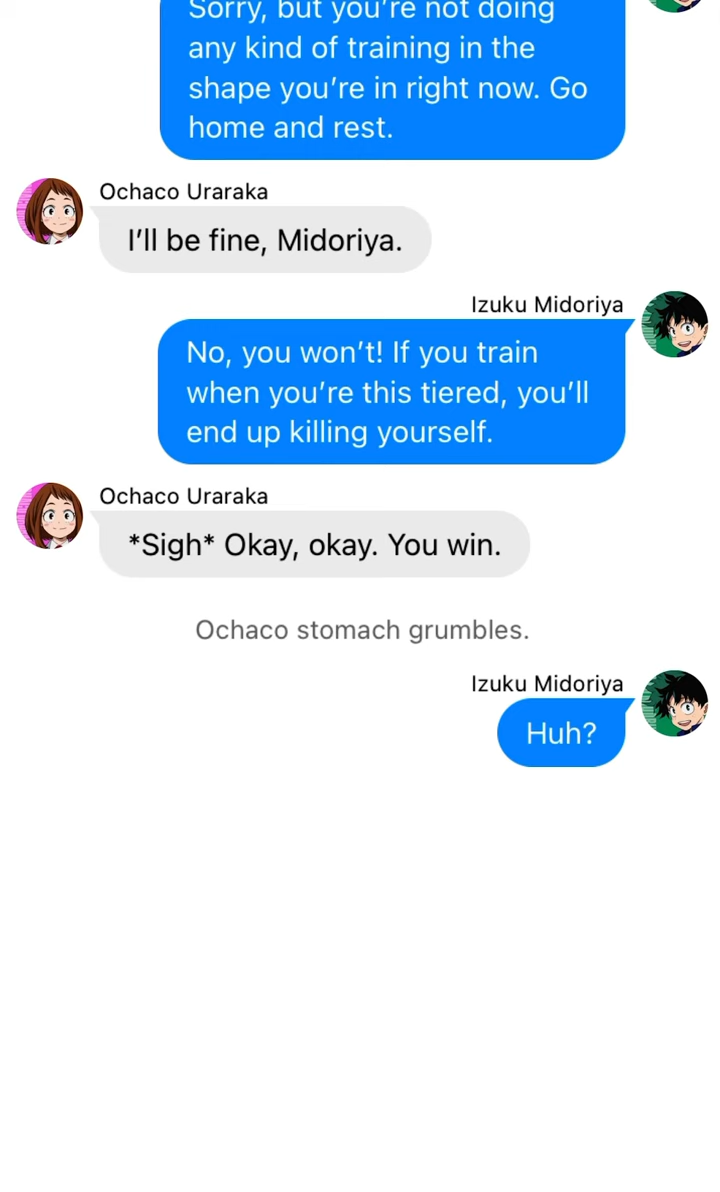 Sorry, but you're not doing
any kind of training in the
shape you're in right now. Go
home and rest.
Ochaco Uraraka
I'll be fine, Midoriya.
Izuku Midoriya
No, you won't! If you train
when you're this tiered, you'll
end up killing yourself.
Ochaco Uraraka
*Sigh* Okay, okay. You win.
Ochaco stomach grumbles.
Izuku Midoriya
Huh?